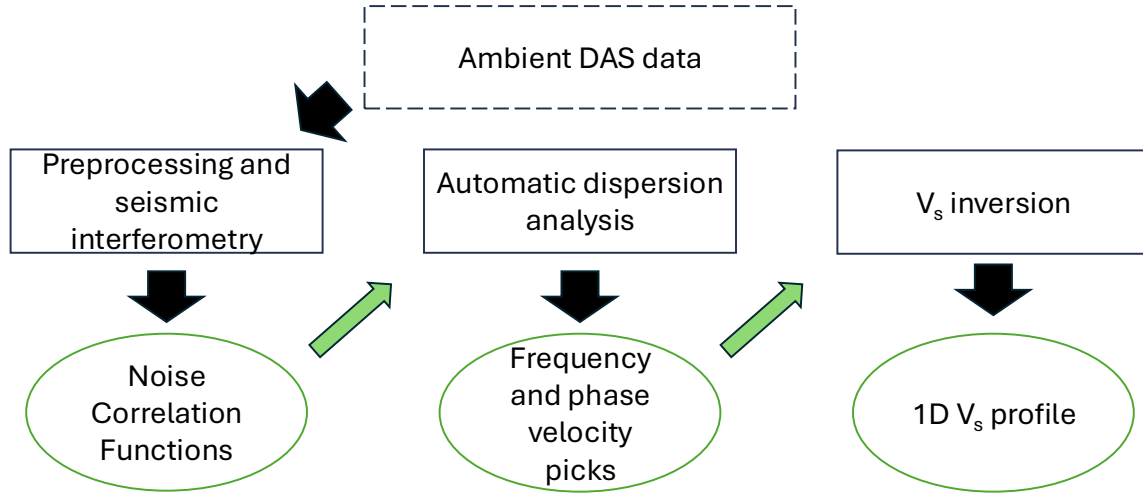 Ambient DAS data
Preprocessing and
seismic
interferometry
Automatic dispersion
analysis
Vₛ inversion
Noise
Correlation
Functions
Frequency
and phase
velocity
picks
1D Vₛ profile